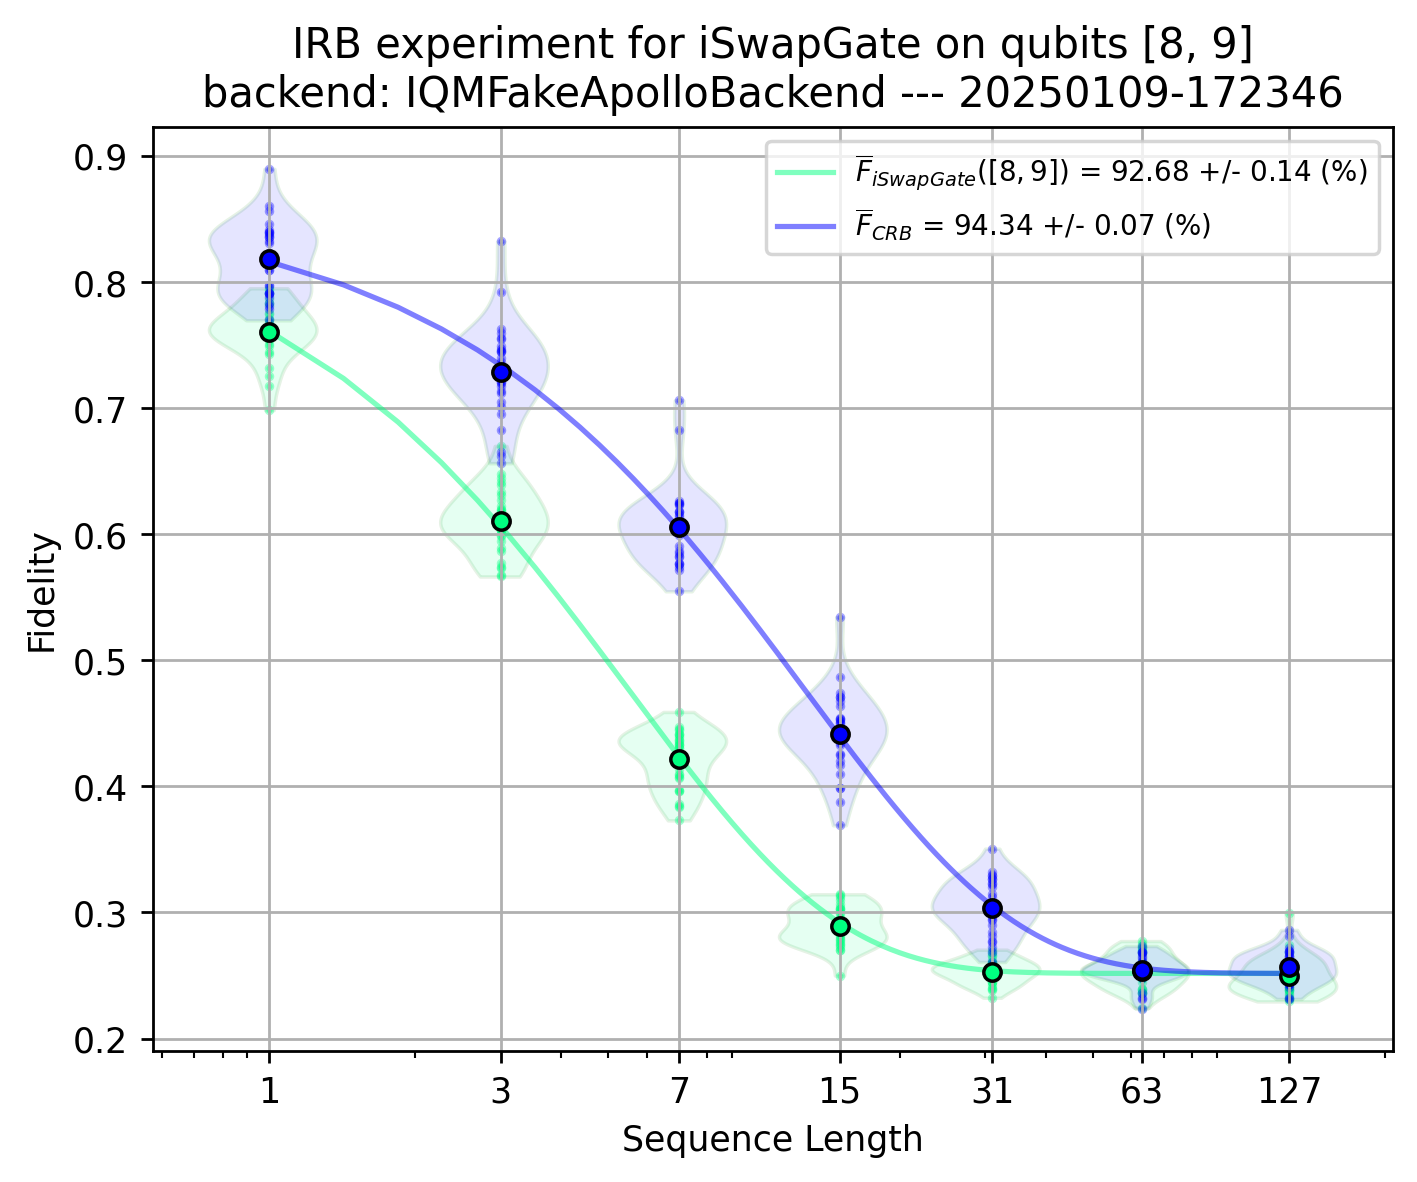 IRB experiment for iSwapGate on qubits [8, 9]
backend: IQMFakeApolloBackend --- 20250109-172346
F̅iSwapGate([8, 9]) = 92.68 +/- 0.14 (%)
F̅CRB = 94.34 +/- 0.07 (%)
Fidelity
0.9
0.8
0.7
0.6
0.5
0.4
0.3
0.2
1 3 7 15 31 63 127
Sequence Length